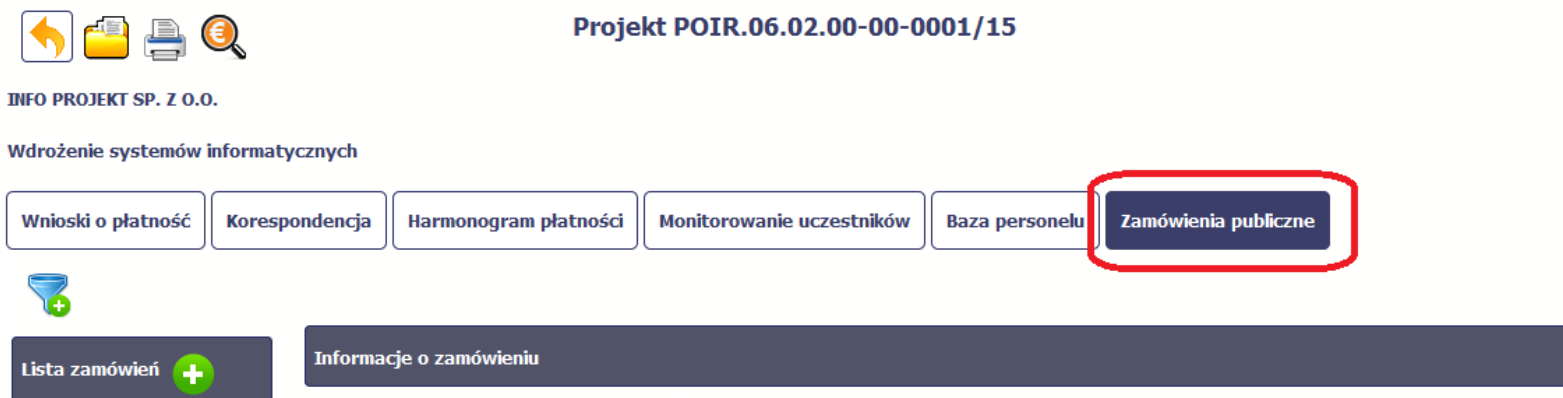 Projekt POIR.06.02.00-00-0001/15
INFO PROJEKT SP. Z O.O.
Wdrożenie systemów informatycznych
Wnioski o płatność Korespondencja Harmonogram płatności Monitorowanie uczestników Baza personelu Zamówienia publiczne
Lista zamówień Informacje o zamówieniu